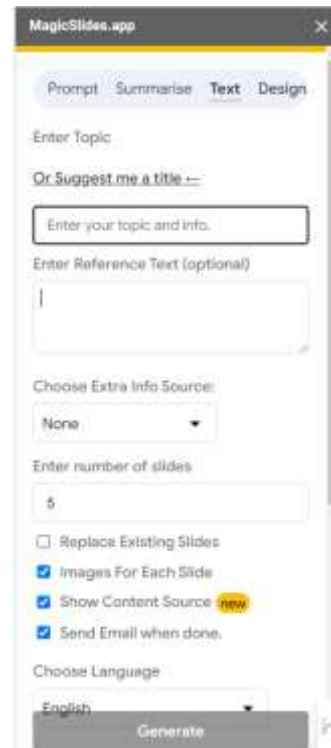 MagicSlides.app
Prompt Summarise Text Design
Enter Topic
Or Suggest me a title ←
Enter your topic and info.
Enter Reference Text (optional)
Choose Extra Info Source:
None
Enter number of slides
5
Replace Existing Slides
Images For Each Slide
Show Content Source new
Send Email when done.
Choose Language
English
Generate